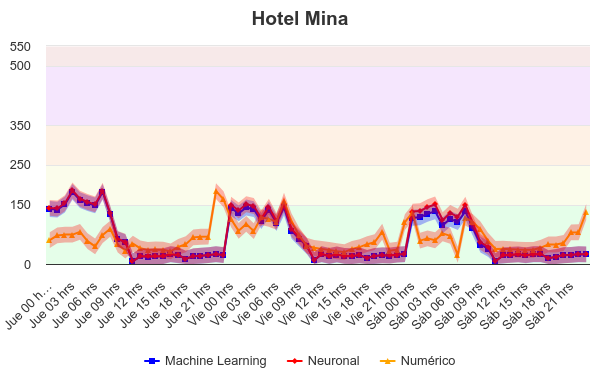 Hotel Mina
550
500
350
250
150
0
Jue 00 h...
Jue 03 hrs
Jue 06 hrs
Jue 09 hrs
Jue 12 hrs
Jue 15 hrs
Jue 18 hrs
Jue 21 hrs
Vie 00 hrs
Vie 03 hrs
Vie 06 hrs
Vie 09 hrs
Vie 12 hrs
Vie 15 hrs
Vie 18 hrs
Vie 21 hrs
Sáb 00 hrs
Sáb 03 hrs
Sáb 06 hrs
Sáb 09 hrs
Sáb 12 hrs
Sáb 15 hrs
Sáb 18 hrs
Sáb 21 hrs
Machine Learning Neuronal Numérico